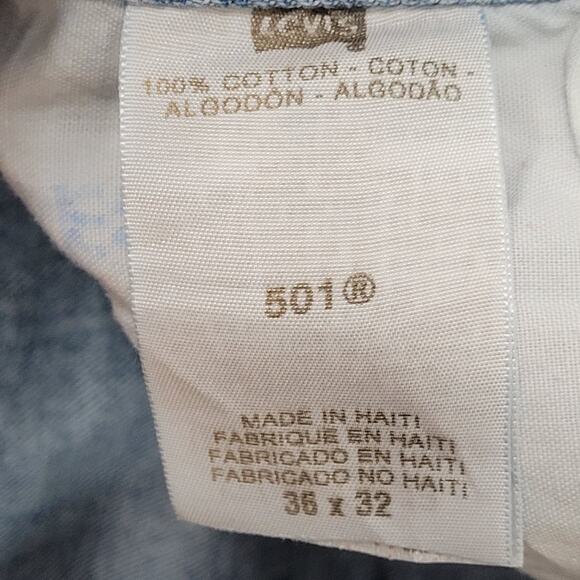 Levi's
100% COTTON - COTON -
ALGODÓN - ALGODÃO
501®
MADE IN HAITI
FABRIQUE EN HAITI
FABRICADO EN HAITI
FABRICADO NO HAITI
36 x 32